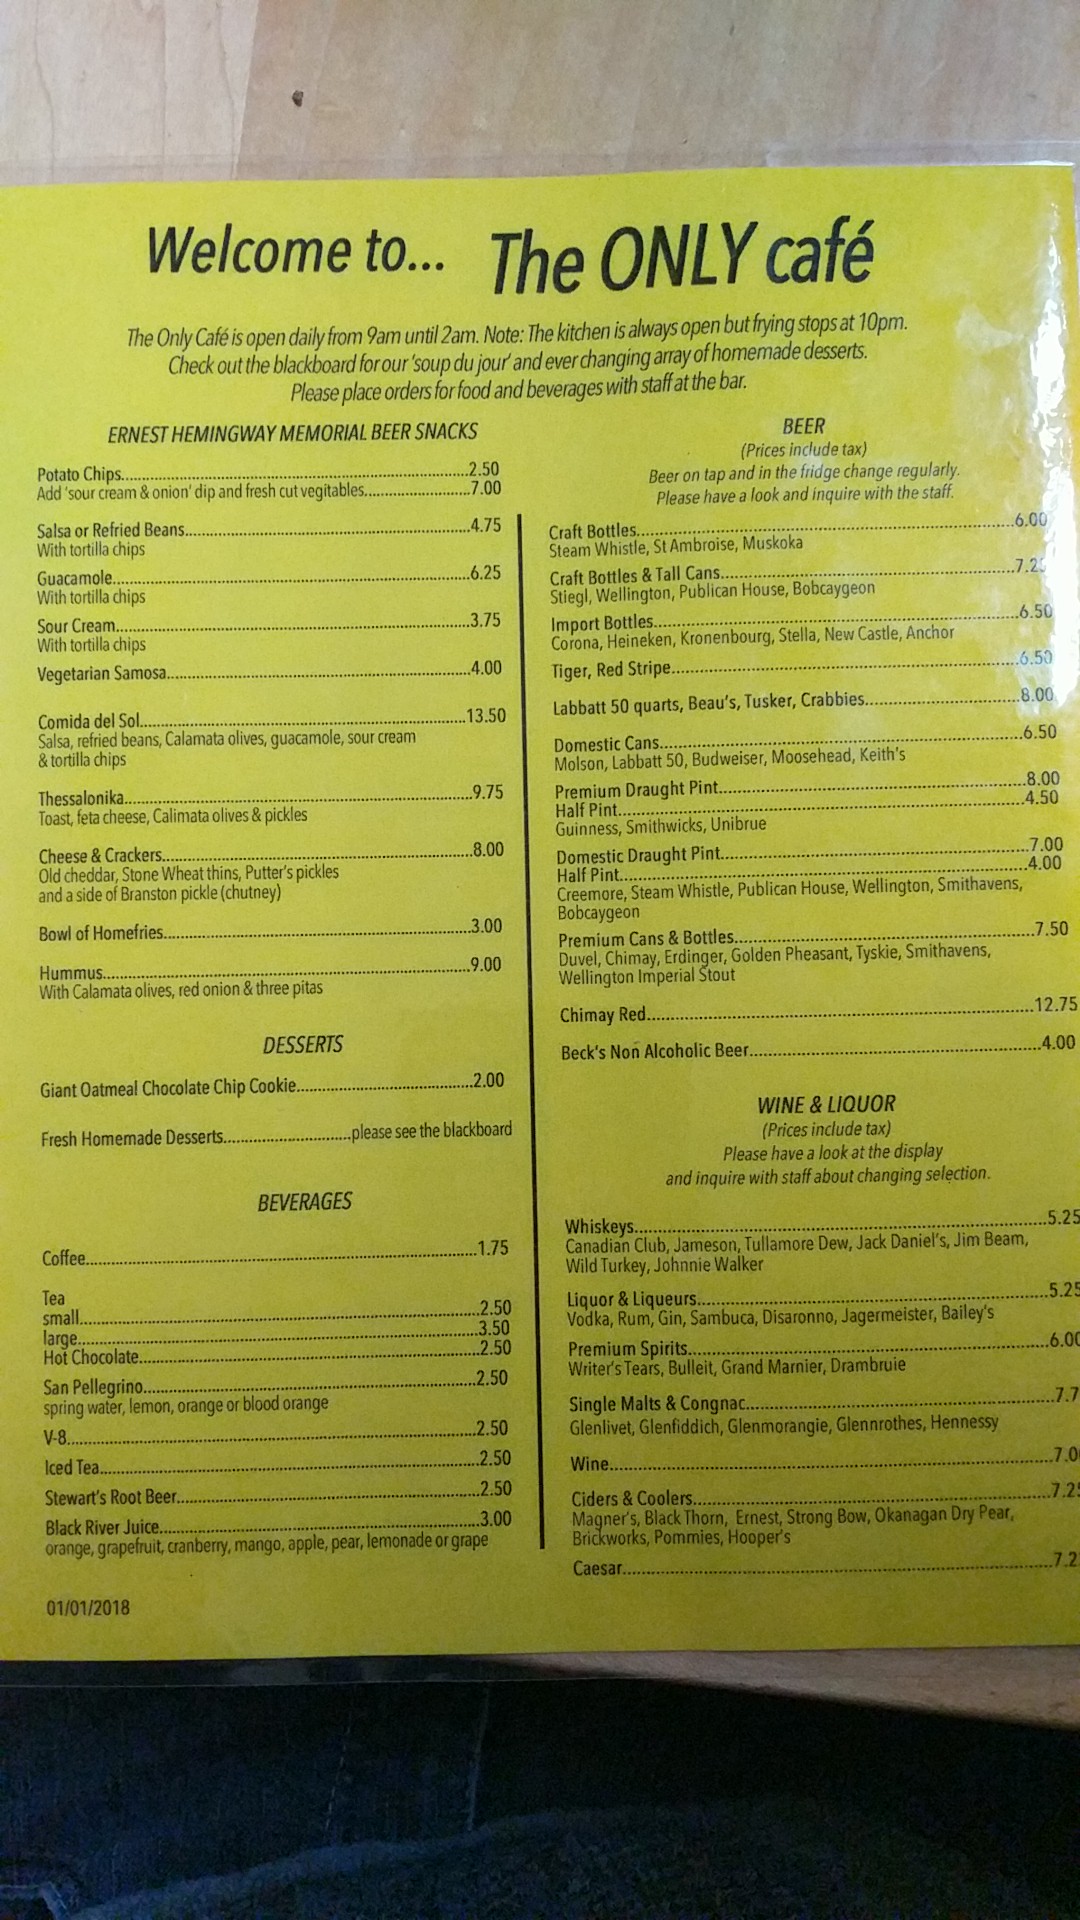 Welcome to... The ONLY café
The Only Café is open daily from 9am until 2am. Note: The kitchen is always open but frying stops at 10pm.
Check out the blackboard for our 'soup du jour' and ever changing array of homemade desserts.
Please place orders for food and beverages with staff at the bar.
ERNEST HEMINGWAY MEMORIAL BEER SNACKS
Potato Chips...2.50
Add 'sour cream & onion' dip and fresh cut vegitables...7.00
Salsa or Refried Beans...4.75
With tortilla chips
Guacamole...6.25
With tortilla chips
Sour Cream...3.75
With tortilla chips
Vegetarian Samosa...4.00
Comida del Sol...13.50
Salsa, refried beans, Calamata olives, guacamole, sour cream
& tortilla chips
Thessalonika...9.75
Toast, feta cheese, Calimata olives & pickles
Cheese & Crackers...8.00
Old cheddar, Stone Wheat thins, Putter's pickles
and a side of Branston pickle (chutney)
Bowl of Homefries...3.00
Hummus...9.00
With Calamata olives, red onion & three pitas
DESSERTS
Giant Oatmeal Chocolate Chip Cookie...2.00
Fresh Homemade Desserts...please see the blackboard
BEVERAGES
Coffee...1.75
Tea
small...2.50
large...3.50
Hot Chocolate...2.50
San Pellegrino...2.50
spring water, lemon, orange or blood orange
V-8...2.50
Iced Tea...2.50
Stewart's Root Beer...2.50
Black River Juice...3.00
orange, grapefruit, cranberry, mango, apple, pear, lemonade or grape
01/01/2018
BEER
(Prices include tax)
Beer on tap and in the fridge change regularly.
Please have a look and inquire with the staff.
Craft Bottles...6.00
Steam Whistle, St Ambroise, Muskoka
Craft Bottles & Tall Cans...
Stiegl, Wellington, Publican House, Bobcaygeon
Import Bottles...6.50
Corona, Heineken, Kronenbourg, Stella, New Castle, Anchor
Tiger, Red Stripe...6.50
Labbatt 50 quarts, Beau's, Tusker, Crabbies...8.00
Domestic Cans...6.50
Molson, Labbatt 50, Budweiser, Moosehead, Keith's
Premium Draught Pint...8.00
Half Pint...4.50
Guinness, Smithwicks, Unibrue
Domestic Draught Pint...7.00
Half Pint...4.00
Creemore, Steam Whistle, Publican House, Wellington, Smithavens,
Bobcaygeon
Premium Cans & Bottles...7.50
Duvel, Chimay, Erdinger, Golden Pheasant, Tyskie, Smithavens,
Wellington Imperial Stout
Chimay Red...12.75
Beck's Non Alcoholic Beer...4.00
WINE & LIQUOR
(Prices include tax)
Please have a look at the display
and inquire with staff about changing selection.
Whiskeys...5.25
Canadian Club, Jameson, Tullamore Dew, Jack Daniel's, Jim Beam,
Wild Turkey, Johnnie Walker
Liquor & Liqueurs...5.25
Vodka, Rum, Gin, Sambuca, Disaronno, Jagermeister, Bailey's
Premium Spirits...6.00
Writer's Tears, Bulleit, Grand Marnier, Drambruie
Single Malts & Congnac...7.7
Glenlivet, Glenfiddich, Glenmorangie, Glennrothes, Hennessy
Wine...7.0
Ciders & Coolers...7.25
Magner's, Black Thorn, Ernest, Strong Bow, Okanagan Dry Pear,
Brickworks, Pommies, Hooper's
Caesar...7.2